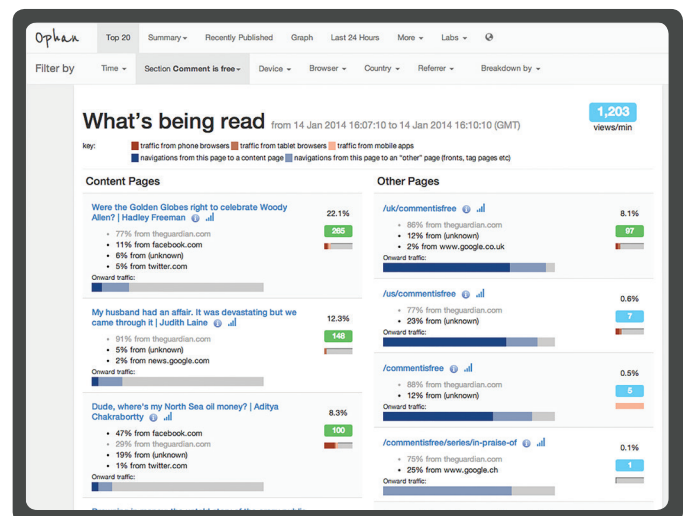 Ophan
Top 20 Summary Recently Published Graph Last 24 Hours More Labs
Filter by Time Section Comment is free Device Browser Country Referrer Breakdown by
What's being read from 14 Jan 2014 16:07:10 to 14 Jan 2014 16:10:10 (GMT)
1,203
views/min
key: traffic from phone browsers traffic from tablet browsers traffic from mobile apps
navigations from this page to a content page navigations from this page to an "other" page (fronts, tag pages etc)
Content Pages
Were the Golden Globes right to celebrate Woody
Allen? | Hadley Freeman
22.1%
265
• 77% from theguardian.com
• 11% from facebook.com
• 6% from (unknown)
• 5% from twitter.com
Onward traffic:
My husband had an affair. It was devastating but we
came through it | Judith Laine
12.3%
148
• 91% from theguardian.com
• 5% from (unknown)
• 2% from news.google.com
Onward traffic:
Dude, where's my North Sea oil money? | Aditya
Chakrabortty
8.3%
100
• 47% from facebook.com
• 29% from theguardian.com
• 19% from (unknown)
• 1% from twitter.com
Onward traffic:
Other Pages
/uk/commentisfree
8.1%
97
• 86% from theguardian.com
• 12% from (unknown)
• 2% from www.google.co.uk
Onward traffic:
/us/commentisfree
0.6%
7
• 77% from theguardian.com
• 23% from (unknown)
Onward traffic:
/commentisfree
0.5%
5
• 88% from theguardian.com
• 12% from (unknown)
Onward traffic:
/commentisfree/series/in-praise-of
0.1%
1
• 75% from theguardian.com
• 25% from www.google.ch
Onward traffic: